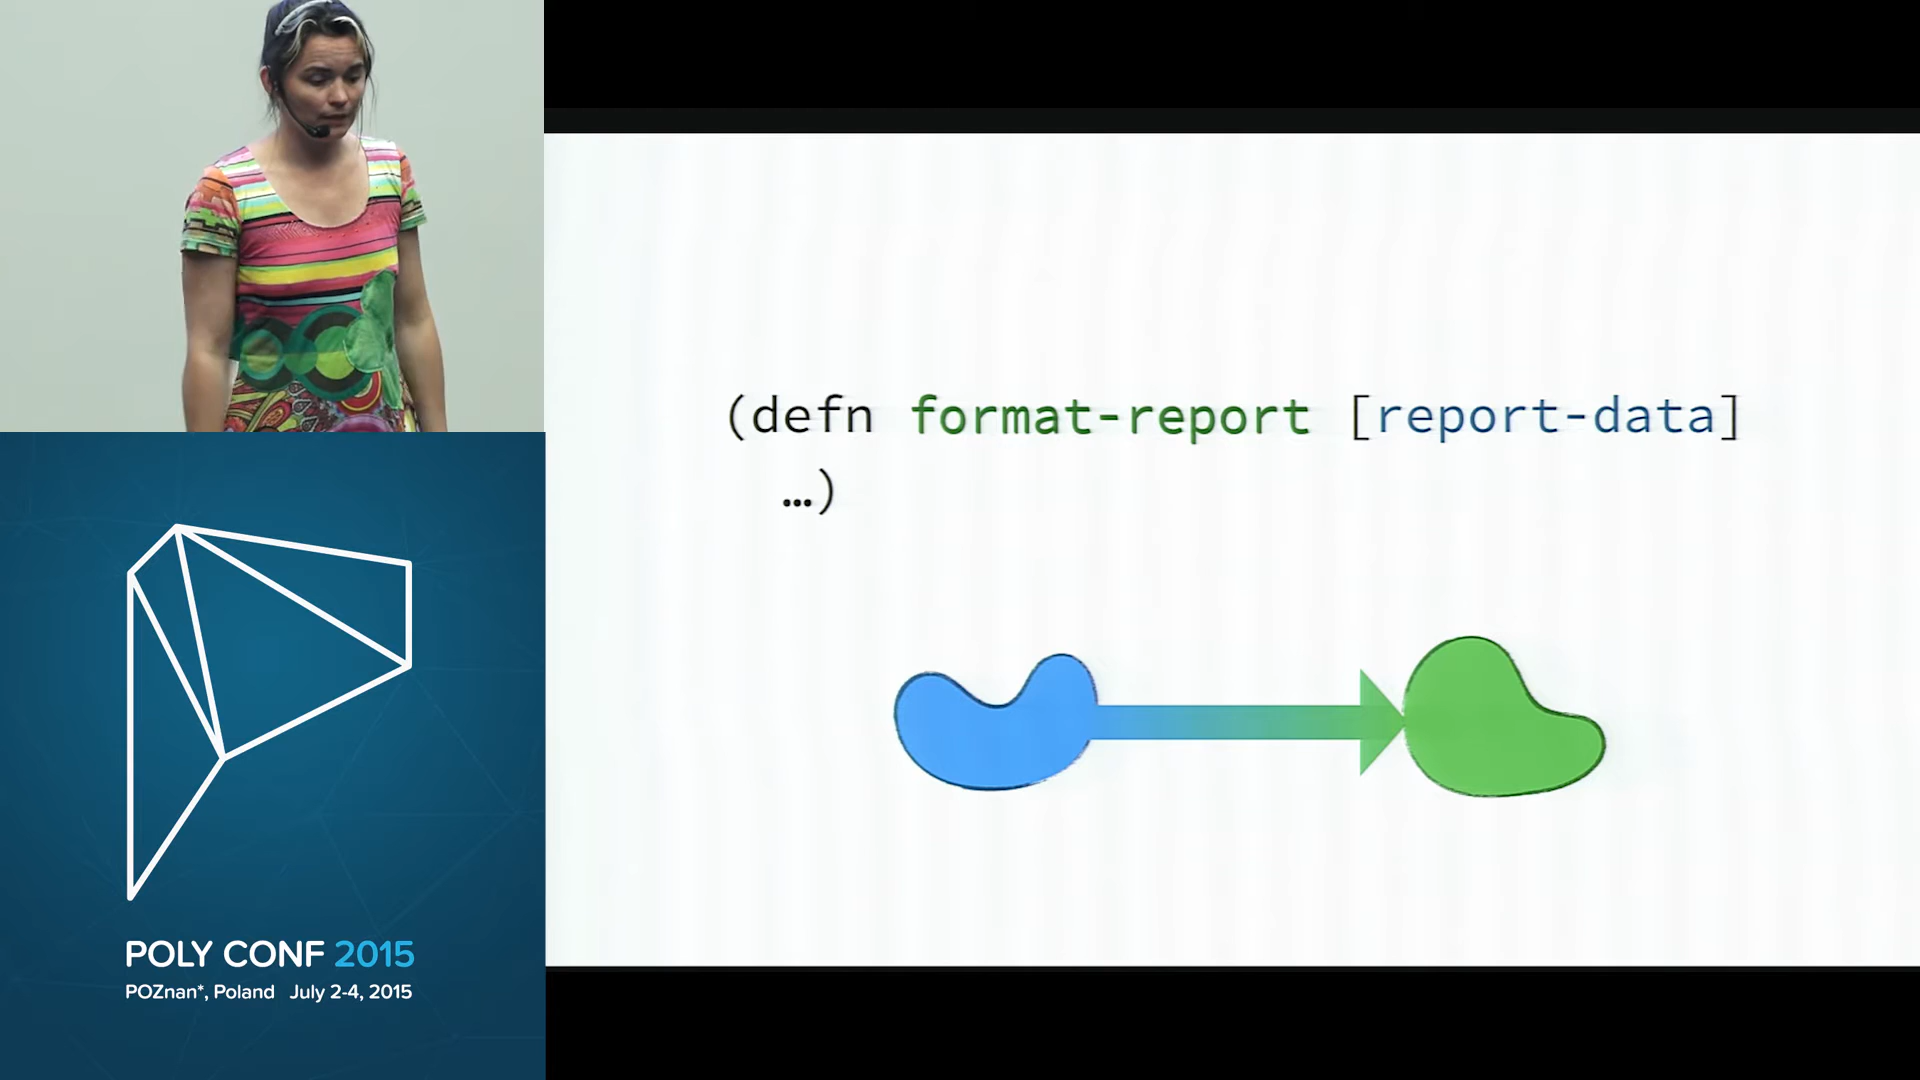 (defn format-report [report-data]
…)
POLY CONF 2015
POZnan*, Poland July 2-4, 2015